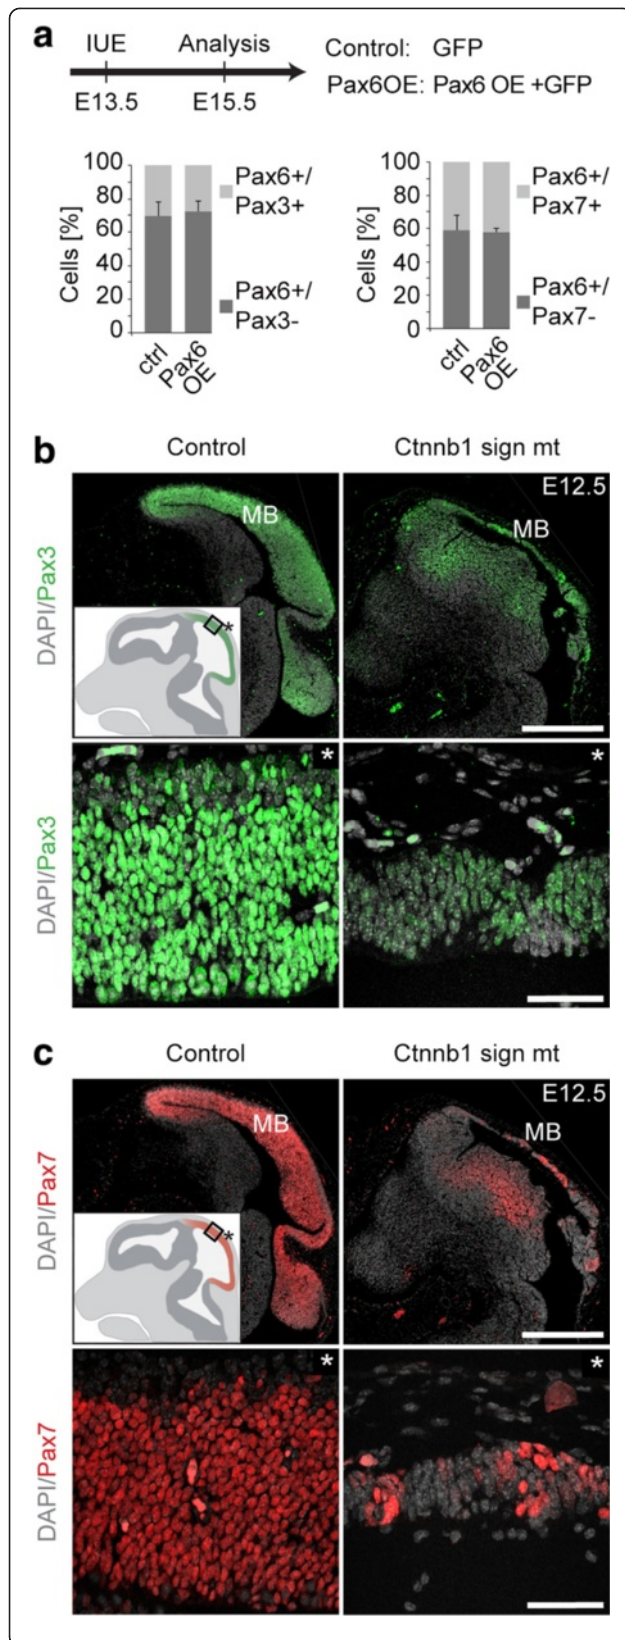 a
IUE Analysis
E13.5 E15.5
Control: GFP
Pax6OE: Pax6 OE +GFP
Cells [%]
100
80
60
40
20
0
ctrl
Pax6
OE
Pax6+/
Pax3+
Pax6+/
Pax3-
Cells [%]
100
80
60
40
20
0
ctrl
Pax6
OE
Pax6+/
Pax7+
Pax6+/
Pax7-
b
Control Ctnnb1 sign mt
DAPI/Pax3
MB
*
E12.5
MB
DAPI/Pax3
*
*
c
Control Ctnnb1 sign mt
DAPI/Pax7
MB
*
E12.5
MB
DAPI/Pax7
*
*